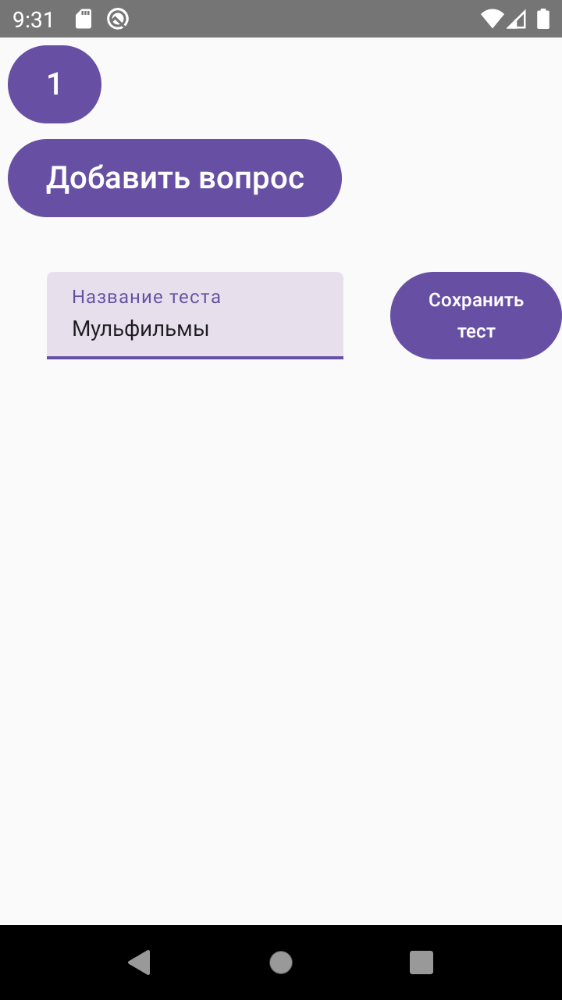 9:31
1
Добавить вопрос
Название теста
Мульфильмы
Сохранить
тест